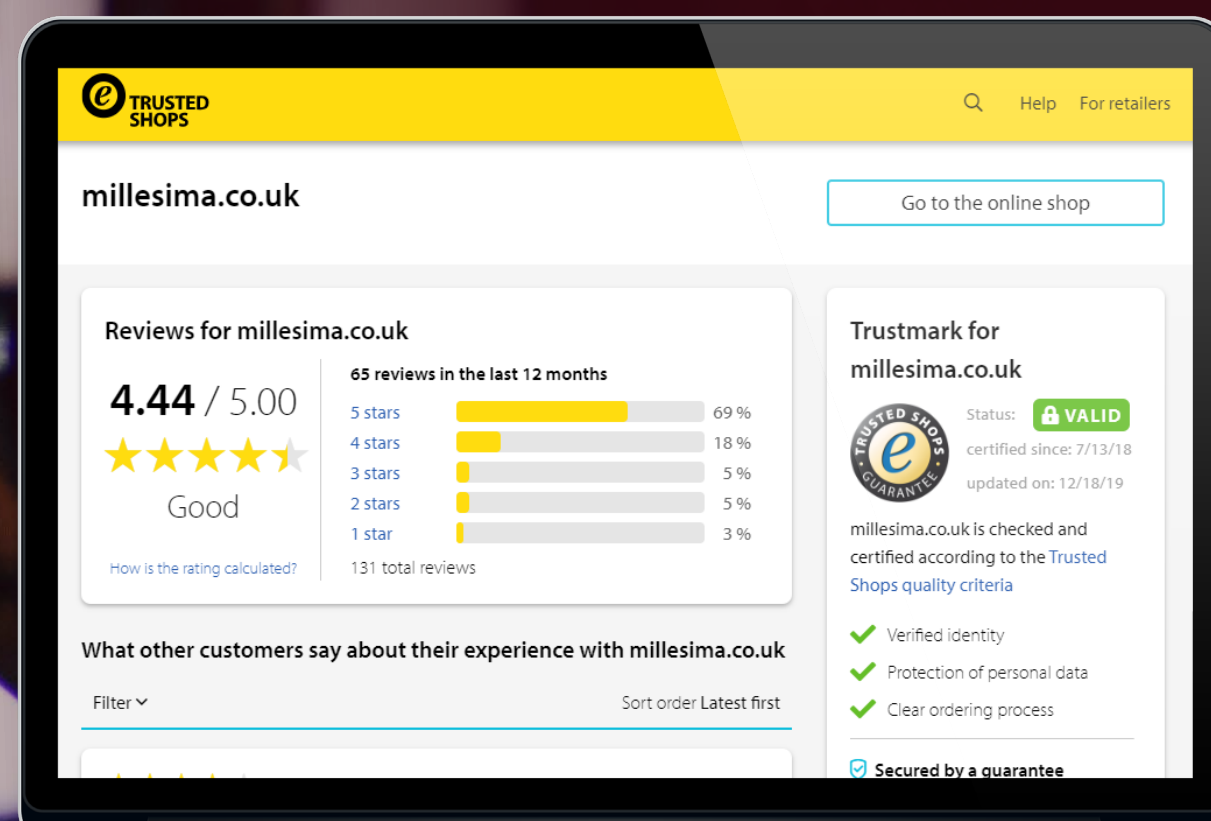 e TRUSTED
SHOPS
Help For retailers
millesima.co.uk
Go to the online shop
Reviews for millesima.co.uk
4.44 / 5.00
Good
How is the rating calculated?
65 reviews in the last 12 months
5 stars 69 %
4 stars 18 %
3 stars 5 %
2 stars 5 %
1 star 3 %
131 total reviews
What other customers say about their experience with millesima.co.uk
Filter
Sort order Latest first
Trustmark for
millesima.co.uk
TRUSTED SHOPS
e
GUARANTEE
Status: VALID
certified since: 7/13/18
updated on: 12/18/19
millesima.co.uk is checked and
certified according to the Trusted
Shops quality criteria
Verified identity
Protection of personal data
Clear ordering process
Secured by a guarantee